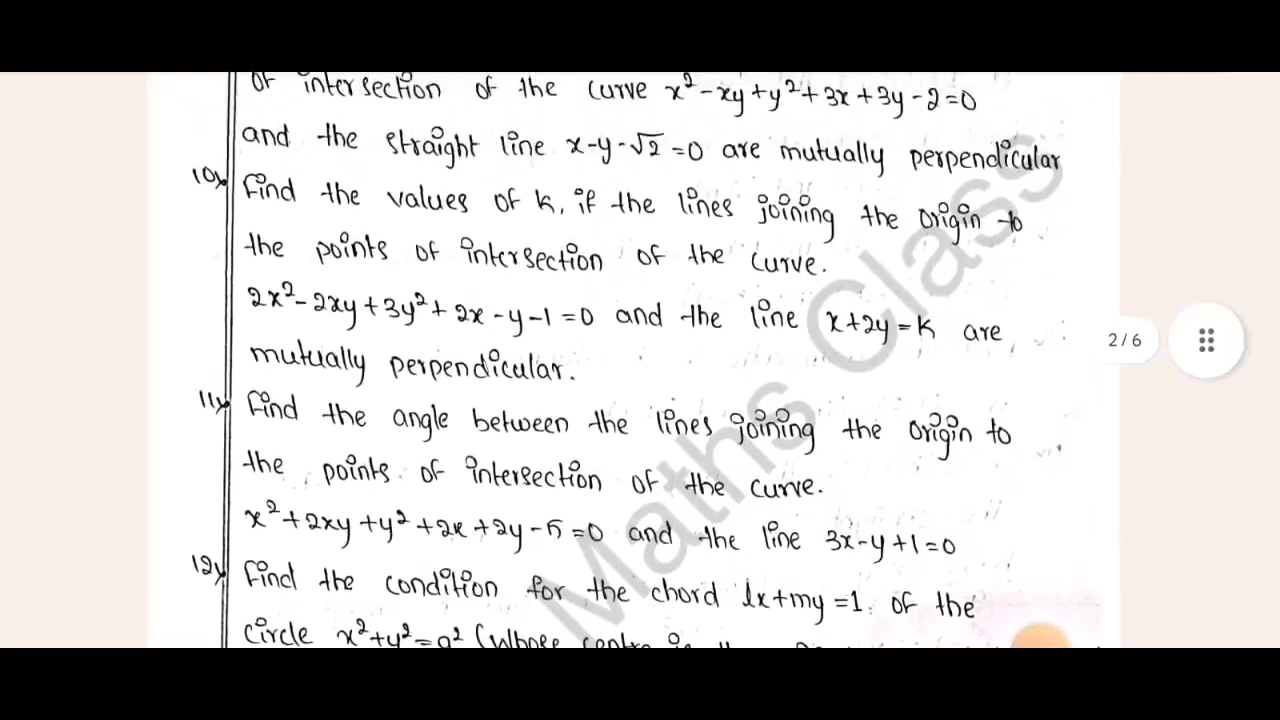 of intersection of the curve x²-xy+y²+3x+3y-2=0
and the straight line x-y-√2=0 are mutually perpendicular
10) Find the values of k, if the lines joining the origin to
the points of intersection of the curve.
2x²-2xy+3y²+2x-y-1=0 and the line x+2y=k are
mutually perpendicular.
2/6
11) Find the angle between the lines joining the origin to
the points of intersection of the curve.
x²+2xy+y²+2x+2y-5=0 and the line 3x-y+1=0
12) Find the condition for the chord lx+my=1. of the
circle x²+y²=a² (whose centre is the
Maths Class